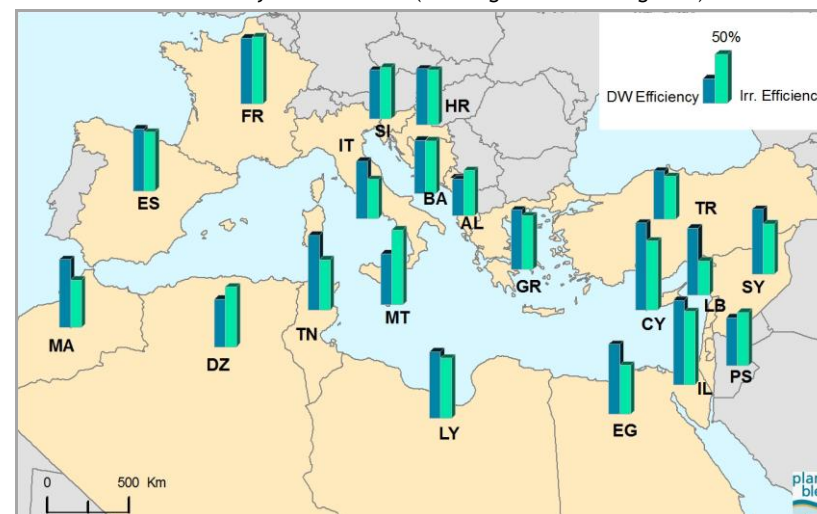 50%
DW Efficiency
Irr. Efficienc
FR
SI
HR
IT
ES
BA
AL
TR
GR
MA
DZ
TN
MT
CY
LB
SY
LY
EG
IL
PS
0 500 Km
plan
ble